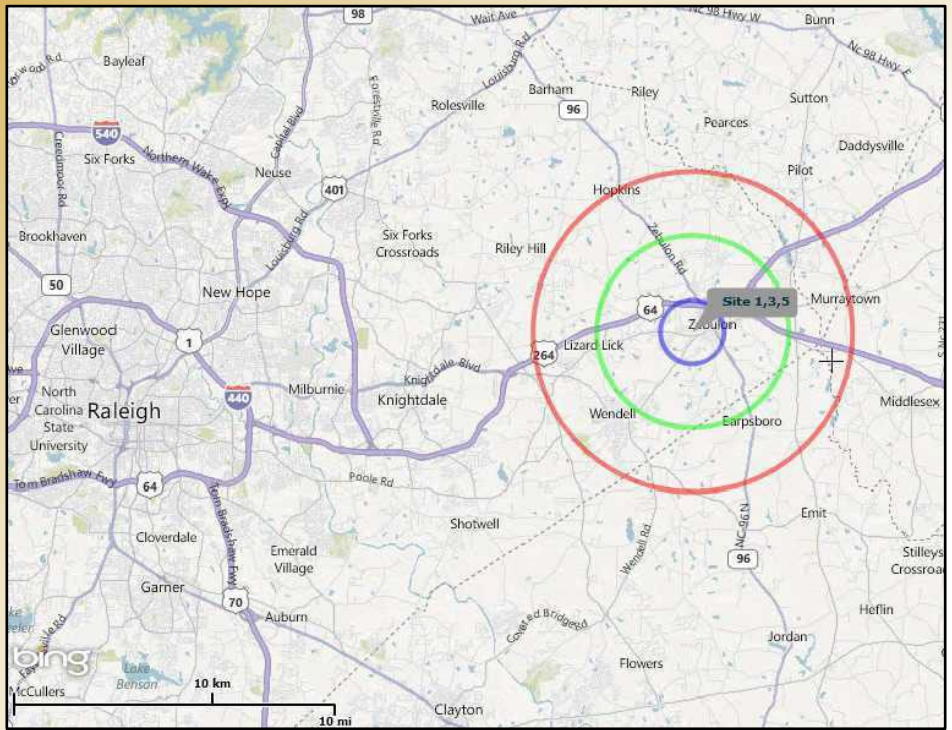 98
Wait Ave
Nc 98 Hwy W
Bunn
Bayleaf
Louisburg Rd
Nc 98 Hwy E
Forestville Rd
Barham
Riley
Rolesville
96
Sutton
Capital Blvd
Pearces
540
Creedmoor Rd
Six Forks
Northern Wake Expy
Neuse
Daddysville
Pilot
401
Hopkins
Brookhaven
Louisburg Rd
Six Forks
Crossroads
Riley Hill
Zebulon Rd
50
New Hope
64
Site 1,3,5
Murraytown
Glenwood
Village
1
Zebulon
264
Lizard Lick
North
Carolina
State
University
Raleigh
440
Milburnie
Knightdale Blvd
Knightdale
Wendell
Earpsboro
Middlesex
Tom Bradshaw Fwy
64
Poole Rd
Tom Bradshaw Fwy
Shotwell
NC-96 N
Emit
Cloverdale
Emerald
Village
Wendell Rd
96
Stilleys
Garner
70
Auburn
Covered Bridge Rd
Heflin
Jordan
bing
Lake
Benson
Flowers
McCullers
10 km
10 mi
Clayton